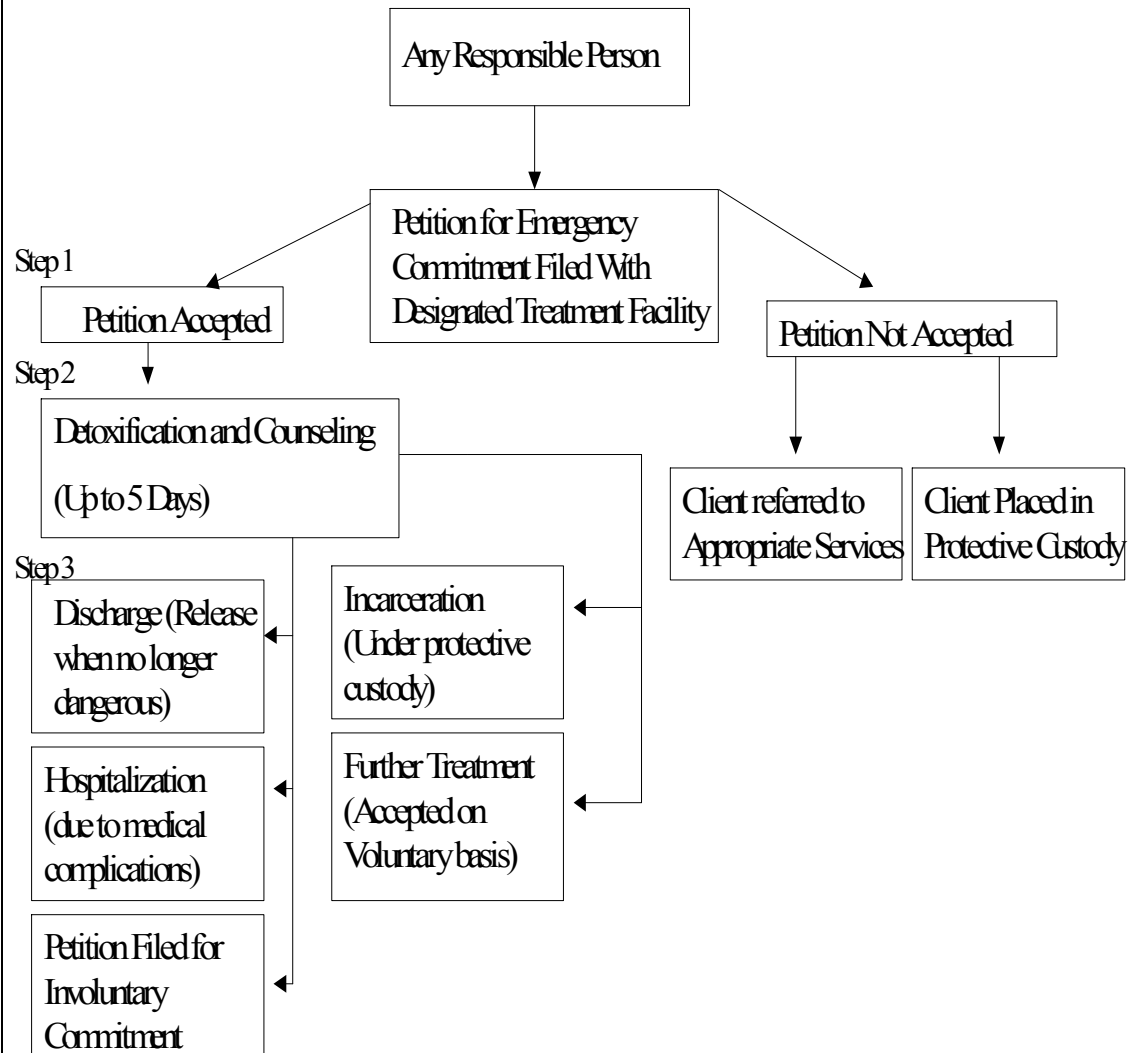 Any Responsible Person
Petition for Emergency
Commitment Filed With
Designated Treatment Facility
Step 1
Petition Accepted
Petition Not Accepted
Step 2
Detoxification and Counseling
(Up to 5 Days)
Client referred to
Appropriate Services
Client Placed in
Protective Custody
Step 3
Discharge (Release
when no longer
dangerous)
Incarceration
(Under protective
custody)
Hospitalization
(due to medical
complications)
Further Treatment
(Accepted on
Voluntary basis)
Petition Filed for
Involuntary
Commitment